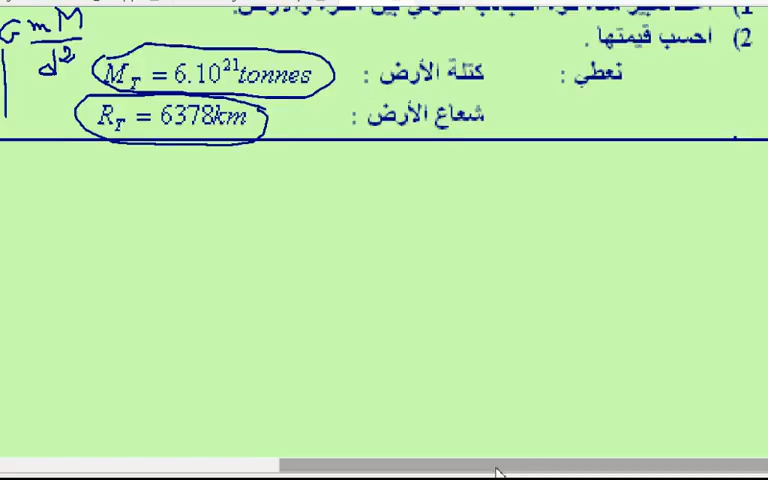 2) احسب قيمتها .
نعطي : كتلة الأرض : M_T = 6.10²¹tonnes
شعاع الأرض : R_T = 6378km
G mM/d²